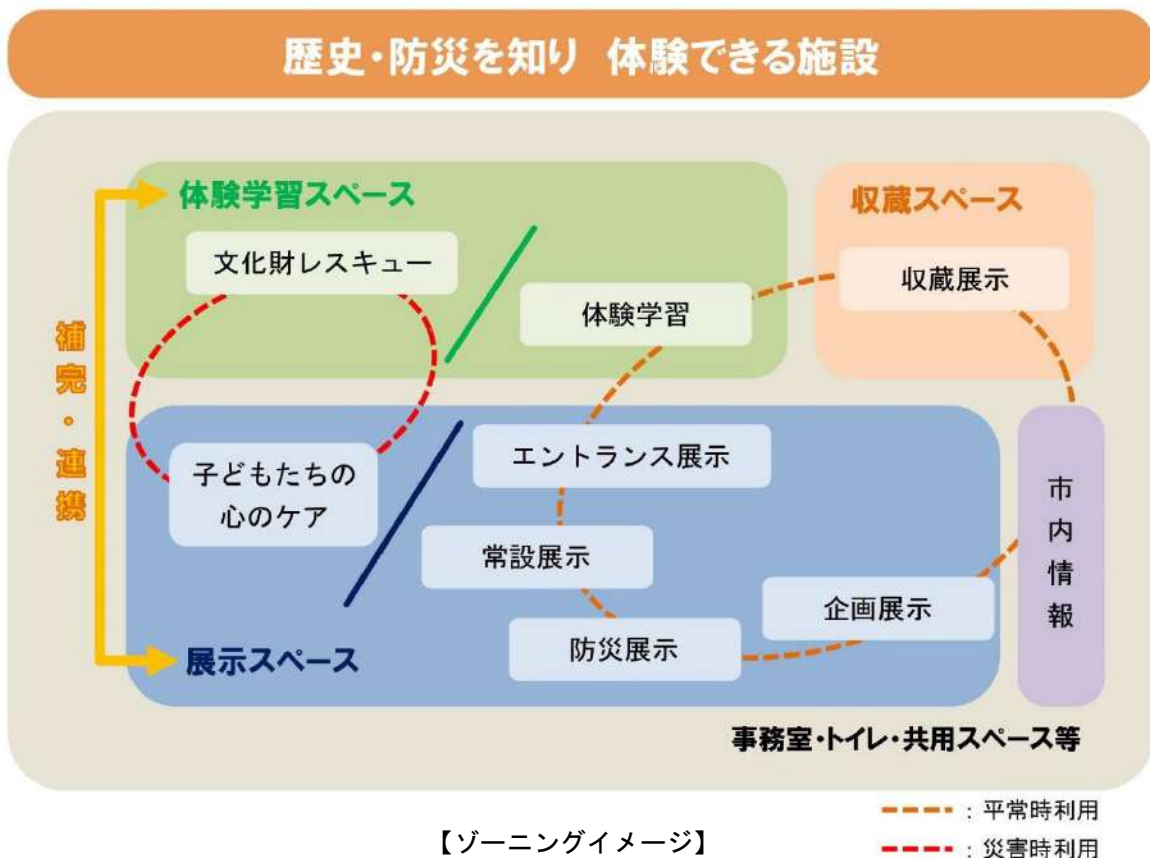 歴史・防災を知り 体験できる施設
体験学習スペース
収蔵スペース
文化財レスキュー
収蔵展示
体験学習
補完・連携
エントランス展示
子どもたちの
心のケア
市内情報
常設展示
企画展示
防災展示
展示スペース
事務室・トイレ・共用スペース等
：平常時利用
【ゾーニングイメージ】
：災害時利用